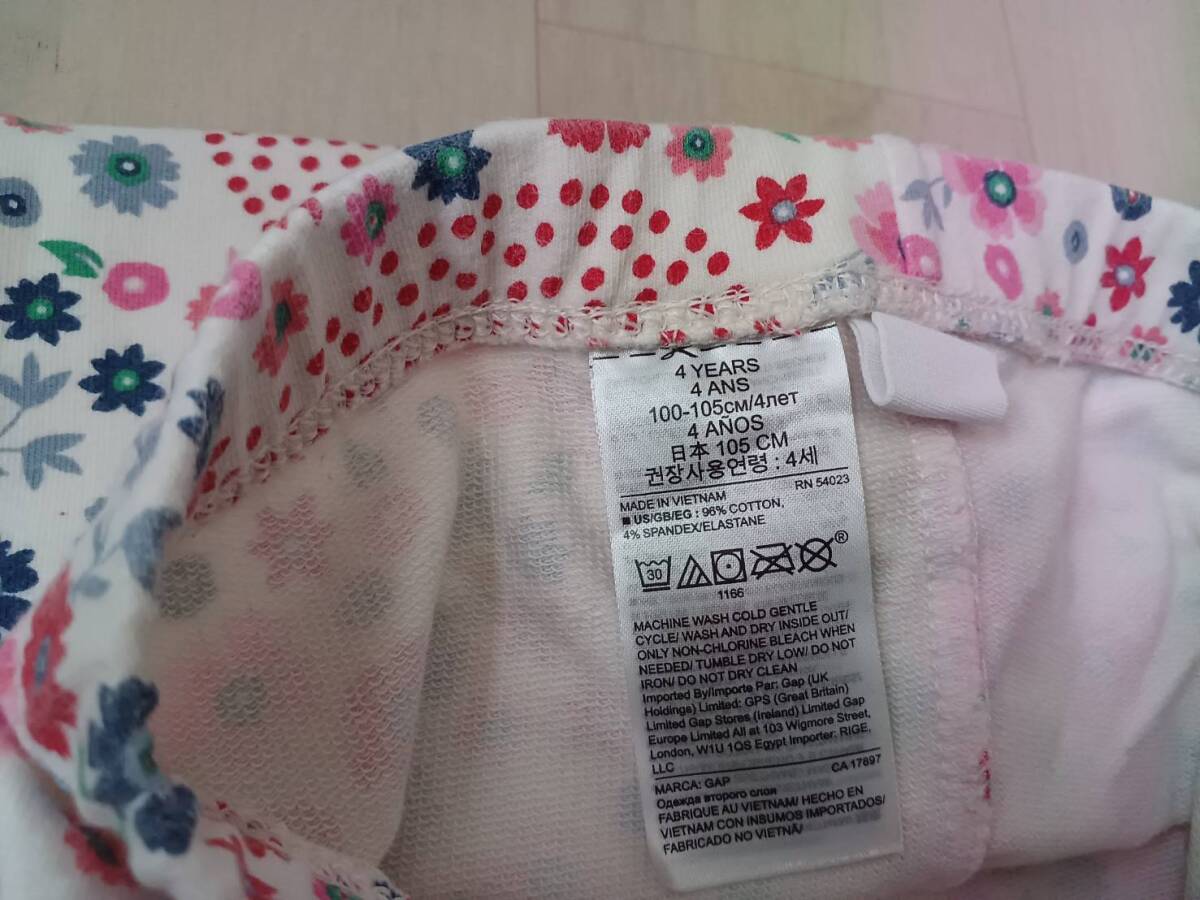 4 YEARS
4 ANS
100-105см/4лет
4 AÑOS
日本 105 CM
권장사용연령 : 4세
RN 54023
MADE IN VIETNAM
■ US/GB/EG : 96% COTTON,
4% SPANDEX/ELASTANE
30
®
1166
MACHINE WASH COLD GENTLE
CYCLE/ WASH AND DRY INSIDE OUT/
ONLY NON-CHLORINE BLEACH WHEN
NEEDED/ TUMBLE DRY LOW/ DO NOT
IRON/ DO NOT DRY CLEAN
Imported By/Importe Par: Gap (UK
Holdings) Limited: GPS (Great Britain)
Limited Gap Stores (Ireland) Limited Gap
Europe Limited All at 103 Wigmore Street,
London, W1U 1QS Egypt Importer: RIGE,
LLC
CA 17897
MARCA: GAP
Одежда второго слоя
FABRIQUE AU VIETNAM/ HECHO EN
VIETNAM CON INSUMOS IMPORTADOS/
FABRICADO NO VIETNÃ/